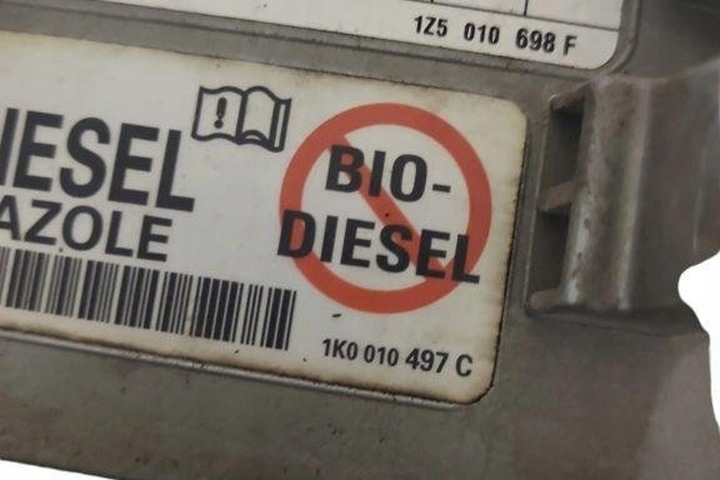 1Z5 010 698 F
IESEL
AZOLE
BIO-
DIESEL
1K0 010 497 C